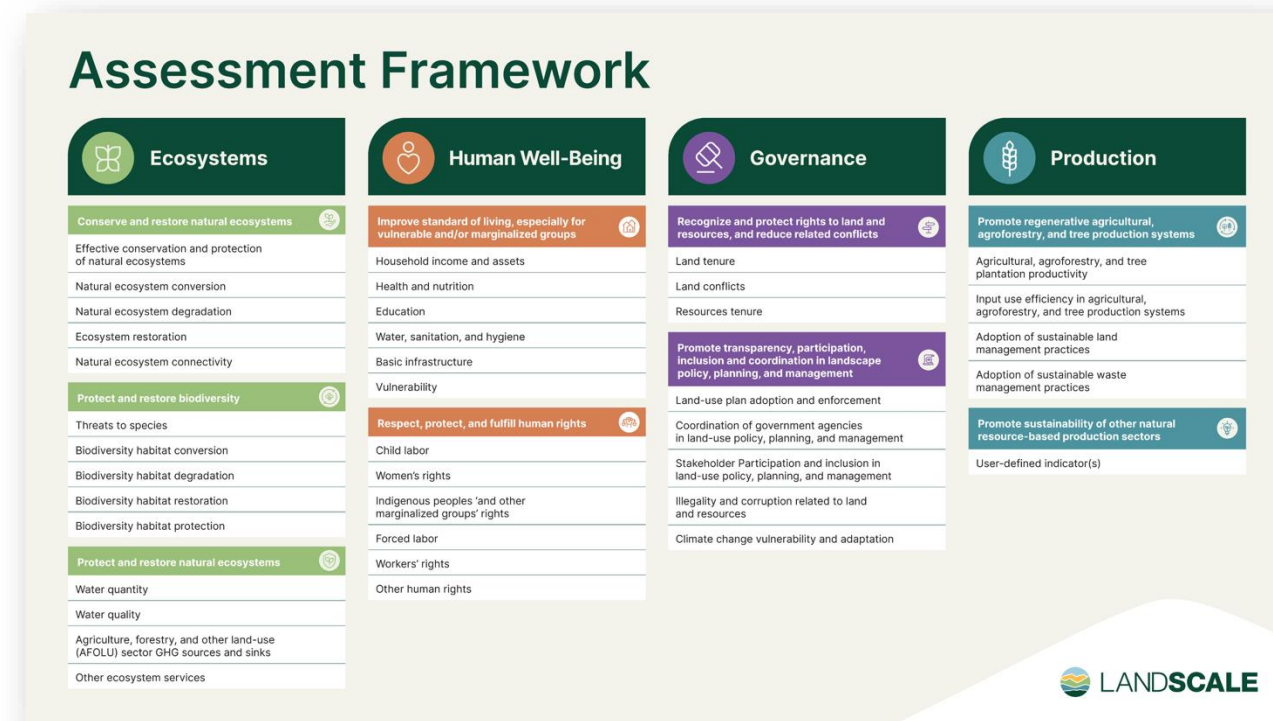 Assessment Framework
Ecosystems
Conserve and restore natural ecosystems
Effective conservation and protection
of natural ecosystems
Natural ecosystem conversion
Natural ecosystem degradation
Ecosystem restoration
Natural ecosystem connectivity
Protect and restore biodiversity
Threats to species
Biodiversity habitat conversion
Biodiversity habitat degradation
Biodiversity habitat restoration
Biodiversity habitat protection
Protect and restore natural ecosystems
Water quantity
Water quality
Agriculture, forestry, and other land-use
(AFOLU) sector GHG sources and sinks
Other ecosystem services
Human Well-Being
Improve standard of living, especially for
vulnerable and/or marginalized groups
Household income and assets
Health and nutrition
Education
Water, sanitation, and hygiene
Basic infrastructure
Vulnerability
Respect, protect, and fulfill human rights
Child labor
Women's rights
Indigenous peoples 'and other
marginalized groups' rights
Forced labor
Workers' rights
Other human rights
Governance
Recognize and protect rights to land and
resources, and reduce related conflicts
Land tenure
Land conflicts
Resources tenure
Promote transparency, participation,
inclusion and coordination in landscape
policy, planning, and management
Land-use plan adoption and enforcement
Coordination of government agencies
in land-use policy, planning, and management
Stakeholder Participation and inclusion in
land-use policy, planning, and management
Illegality and corruption related to land
and resources
Climate change vulnerability and adaptation
Production
Promote regenerative agricultural,
agroforestry, and tree production systems
Agricultural, agroforestry, and tree
plantation productivity
Input use efficiency in agricultural,
agroforestry, and tree production systems
Adoption of sustainable land
management practices
Adoption of sustainable waste
management practices
Promote sustainability of other natural
resource-based production sectors
User-defined indicator(s)
LANDSCALE